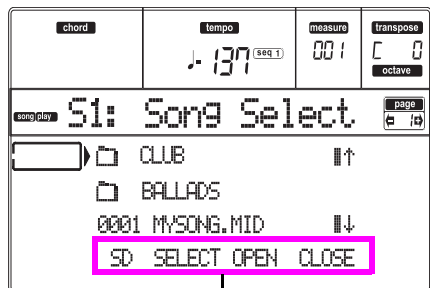 chord tempo measure transpose
♩- 137 seq 1 001 C 0
octave
song play S1: Song Select page
1
CLUB
BALLADS
0001 MYSONG.MID
SD SELECT OPEN CLOSE